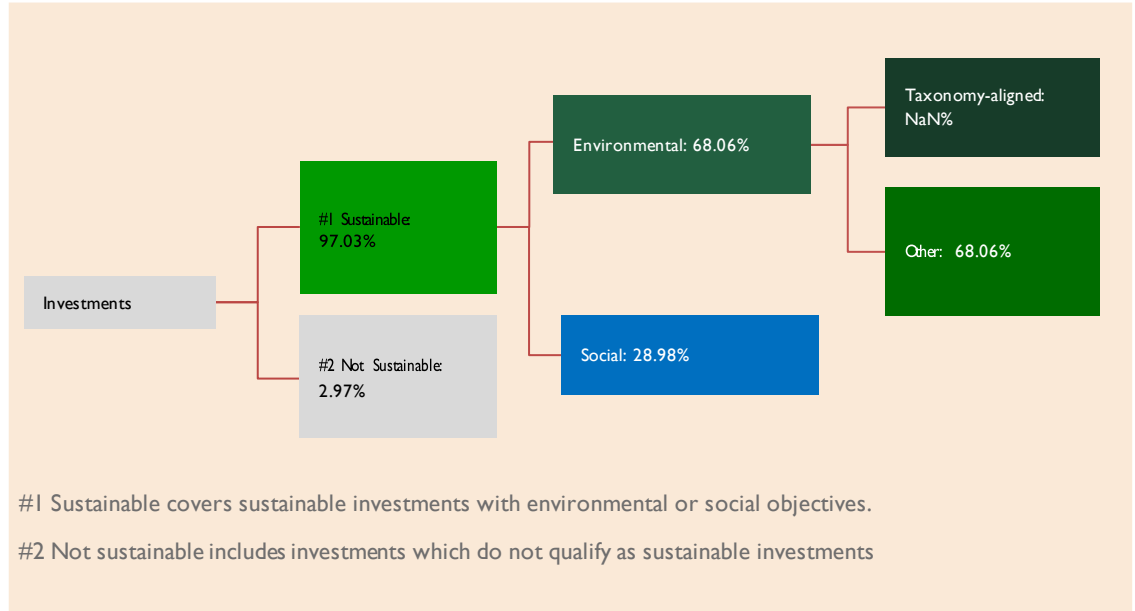 Investments
#1 Sustainable:
97.03%
#2 Not Sustainable:
2.97%
Environmental: 68.06%
Social: 28.98%
Taxonomy-aligned:
NaN%
Other: 68.06%
#1 Sustainable covers sustainable investments with environmental or social objectives.
#2 Not sustainable includes investments which do not qualify as sustainable investments